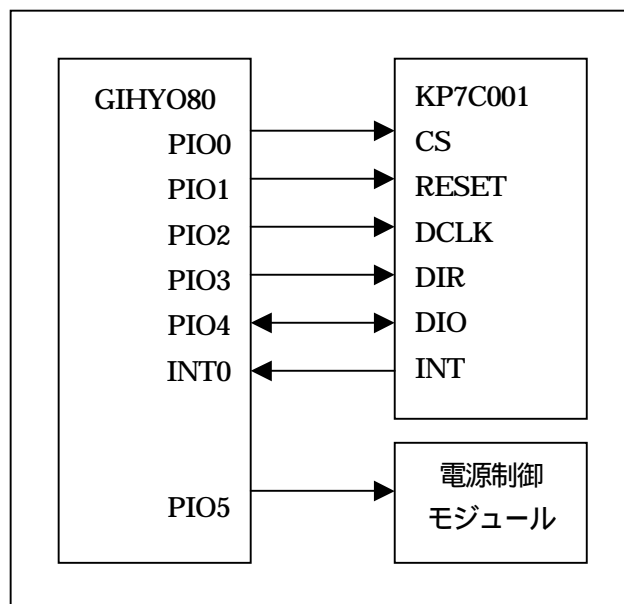 GIHYO80
PIO0
PIO1
PIO2
PIO3
PIO4
INT0
PIO5
KP7C001
CS
RESET
DCLK
DIR
DIO
INT
電源制御
モジュール